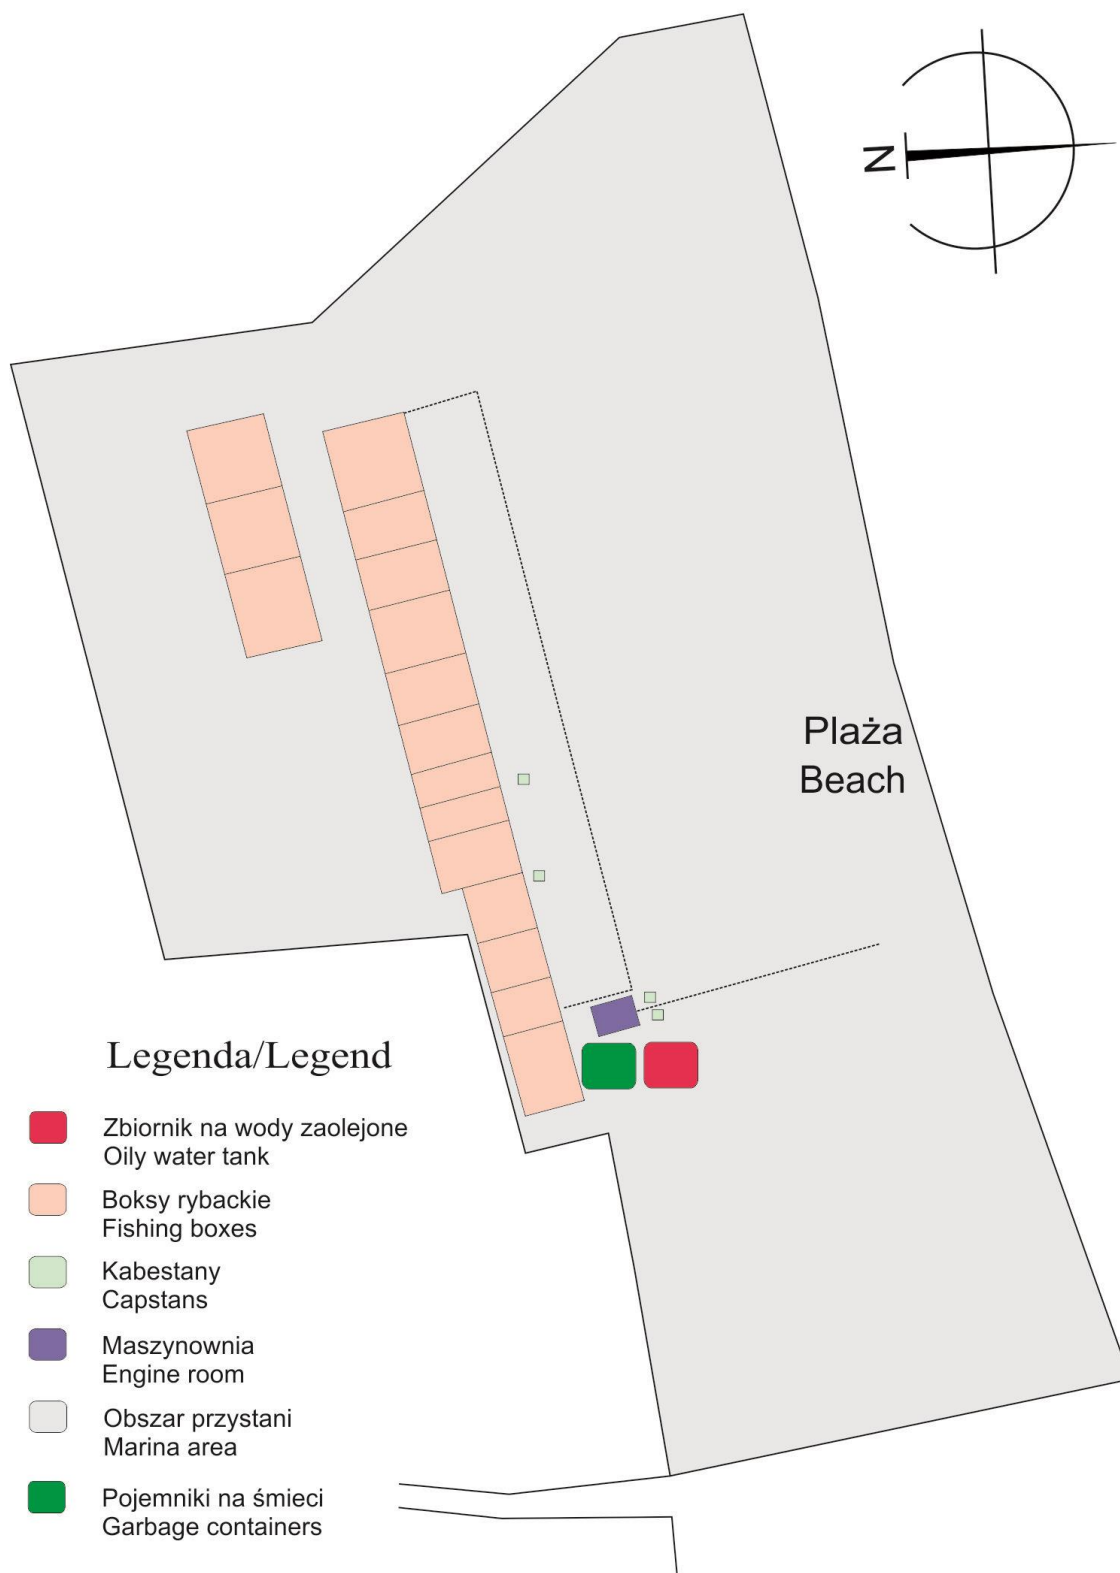 N
Plaża
Beach
Legenda/Legend
Zbiornik na wody zaolejone
Oily water tank
Boksy rybackie
Fishing boxes
Kabestany
Capstans
Maszynownia
Engine room
Obszar przystani
Marina area
Pojemniki na śmieci
Garbage containers